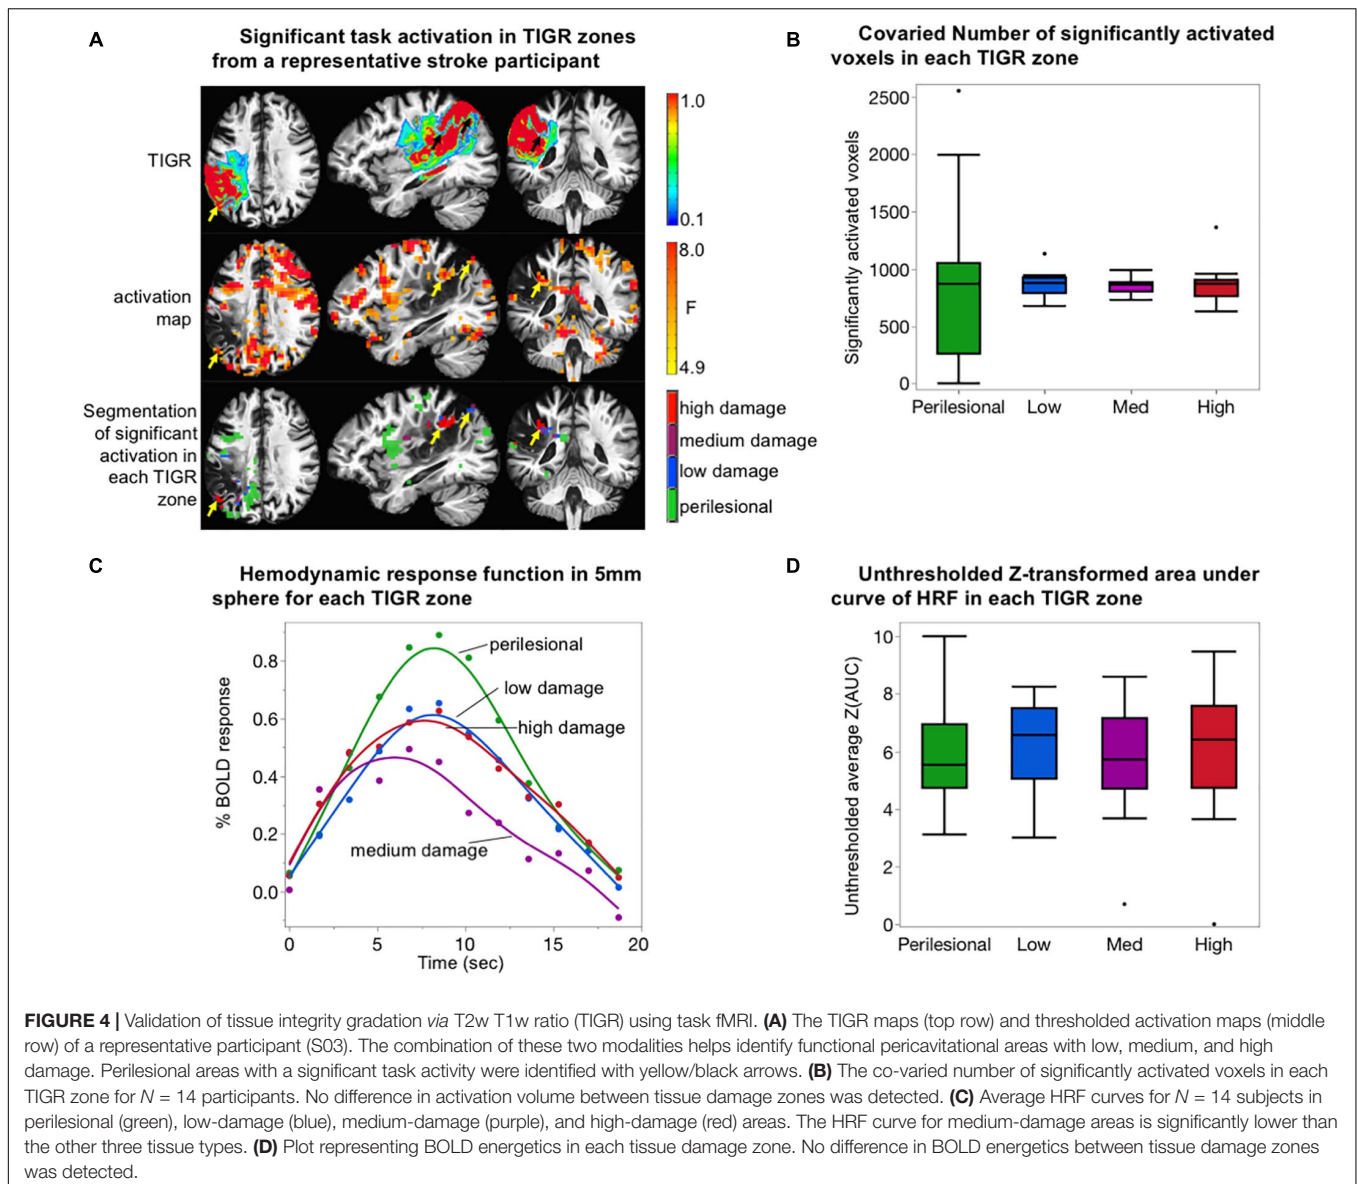 A
Significant task activation in TIGR zones
from a representative stroke participant
TIGR
1.0
0.1
activation
map
8.0
F
4.9
Segmentation
of significant
activation in
each TIGR
zone
high damage
medium damage
low damage
perilesional
B
Covaried Number of significantly activated
voxels in each TIGR zone
Significantly activated voxels
2500
2000
1500
1000
500
0
Perilesional Low Med High
C
Hemodynamic response function in 5mm
sphere for each TIGR zone
% BOLD response
0.8
0.6
0.4
0.2
0.0
perilesional
low damage
high damage
medium damage
0 5 10 15 20
Time (sec)
D
Unthresholded Z-transformed area under
curve of HRF in each TIGR zone
Unthresholded average Z(AUC)
10
8
6
4
2
0
Perilesional Low Med High
FIGURE 4 | Validation of tissue integrity gradation via T2w T1w ratio (TIGR) using task fMRI. (A) The TIGR maps (top row) and thresholded activation maps (middle
row) of a representative participant (S03). The combination of these two modalities helps identify functional pericavitational areas with low, medium, and high
damage. Perilesional areas with a significant task activity were identified with yellow/black arrows. (B) The co-varied number of significantly activated voxels in each
TIGR zone for N = 14 participants. No difference in activation volume between tissue damage zones was detected. (C) Average HRF curves for N = 14 subjects in
perilesional (green), low-damage (blue), medium-damage (purple), and high-damage (red) areas. The HRF curve for medium-damage areas is significantly lower than
the other three tissue types. (D) Plot representing BOLD energetics in each tissue damage zone. No difference in BOLD energetics between tissue damage zones
was detected.